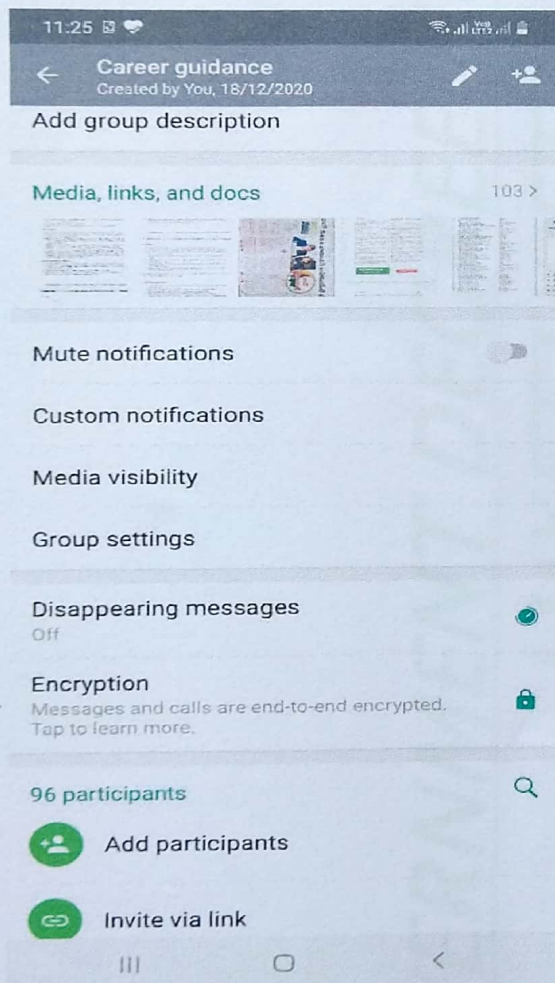 11:25
Career guidance
Created by You, 18/12/2020
Add group description
Media, links, and docs
103 >
Mute notifications
Custom notifications
Media visibility
Group settings
Disappearing messages
Off
Encryption
Messages and calls are end-to-end encrypted.
Tap to learn more.
96 participants
Add participants
Invite via link